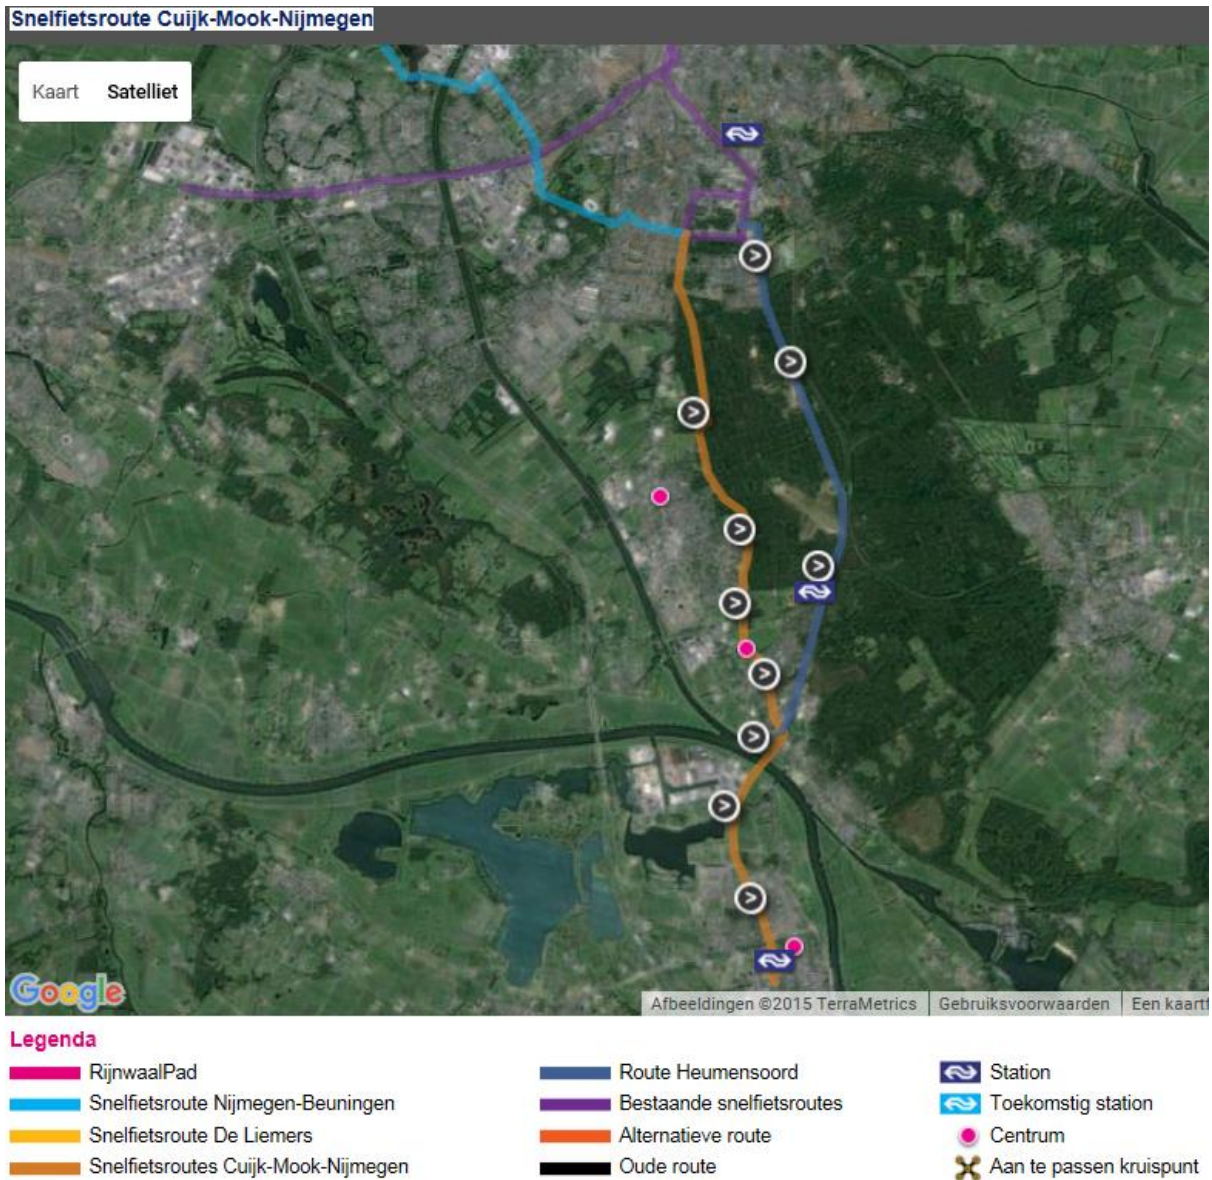 Snelfietsroute Cuijk-Mook-Nijmegen
Kaart Satelliet
Google
Afbeeldingen ©2015 TerraMetrics Gebruiksvoorwaarden Een kaartf
Legenda
RijnwaalPad Route Heumensoord Station
Snelfietsroute Nijmegen-Beuningen Bestaande snelfietsroutes Toekomstig station
Snelfietsroute De Liemers Alternatieve route Centrum
Snelfietsroutes Cuijk-Mook-Nijmegen Oude route Aan te passen kruispunt